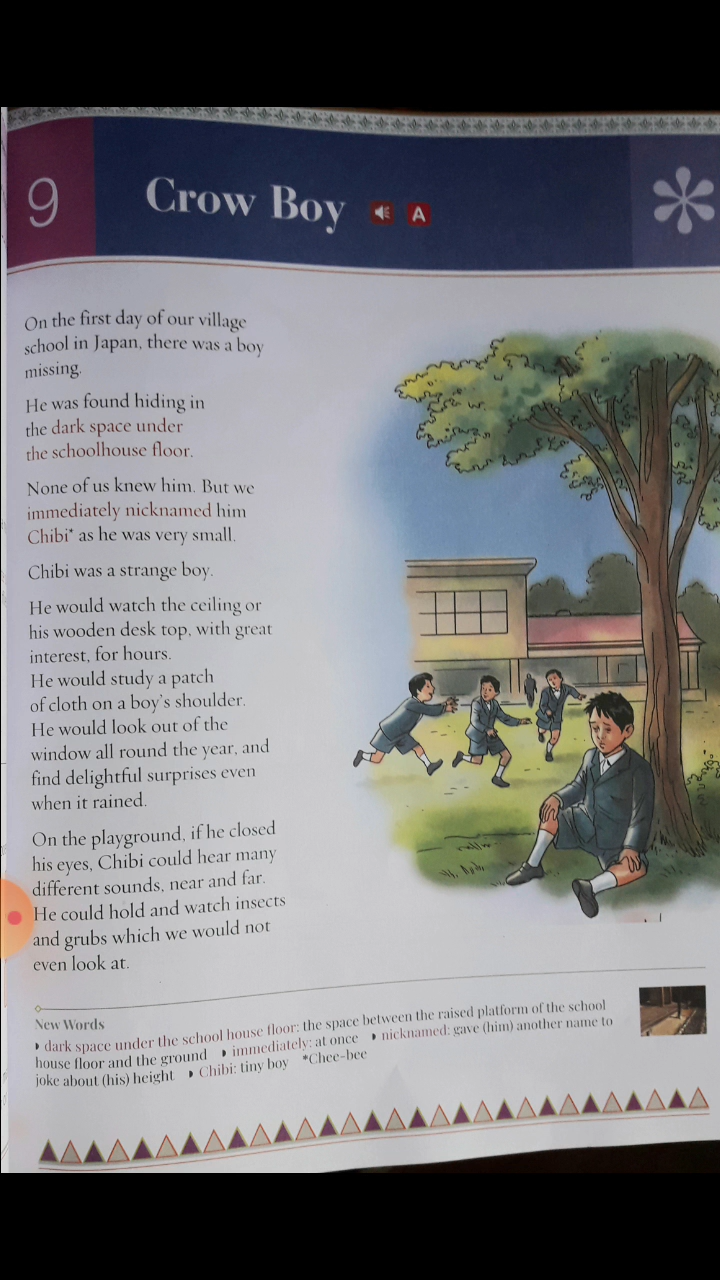 9
Crow Boy
A
On the first day of our village
school in Japan, there was a boy
missing.
He was found hiding in
the dark space under
the schoolhouse floor.
None of us knew him. But we
immediately nicknamed him
Chibi* as he was very small.
Chibi was a strange boy.
He would watch the ceiling or
his wooden desk top, with great
interest, for hours.
He would study a patch
of cloth on a boy's shoulder.
He would look out of the
window all round the year, and
find delightful surprises even
when it rained.
On the playground, if he closed
his eyes, Chibi could hear many
different sounds, near and far.
He could hold and watch insects
and grubs which we would not
even look at.
New Words
dark space under the school house floor: the space between the raised platform of the school
house floor and the ground immediately: at once nicknamed: gave (him) another name to
joke about (his) height Chibi: tiny boy *Chee-bee